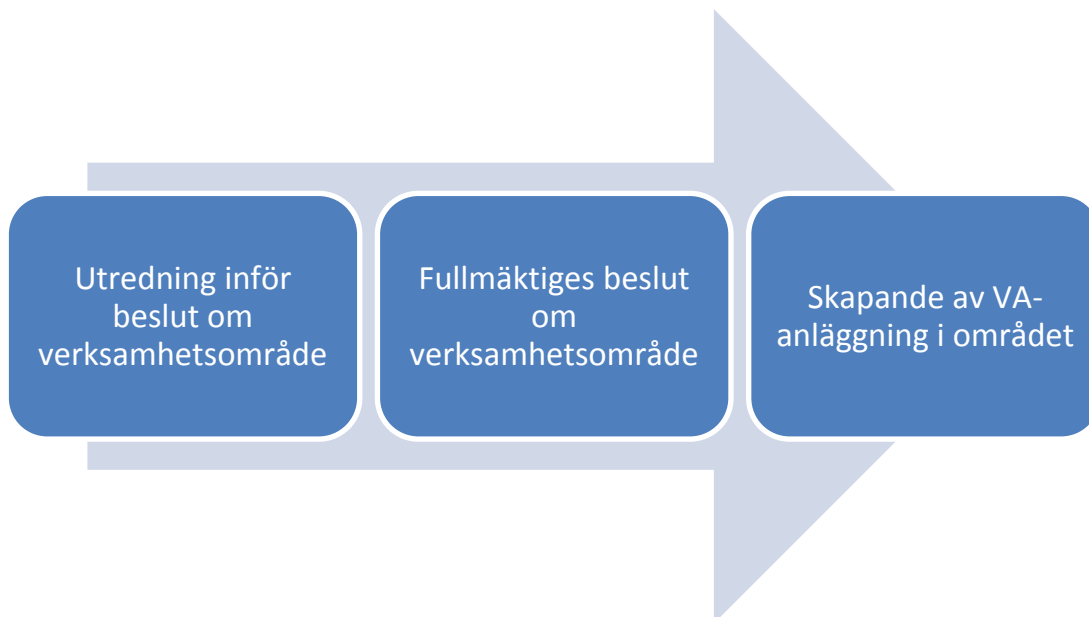 Utredning inför
beslut om
verksamhetsområde
Fullmäktiges beslut
om
verksamhetsområde
Skapande av VA-
anläggning i området